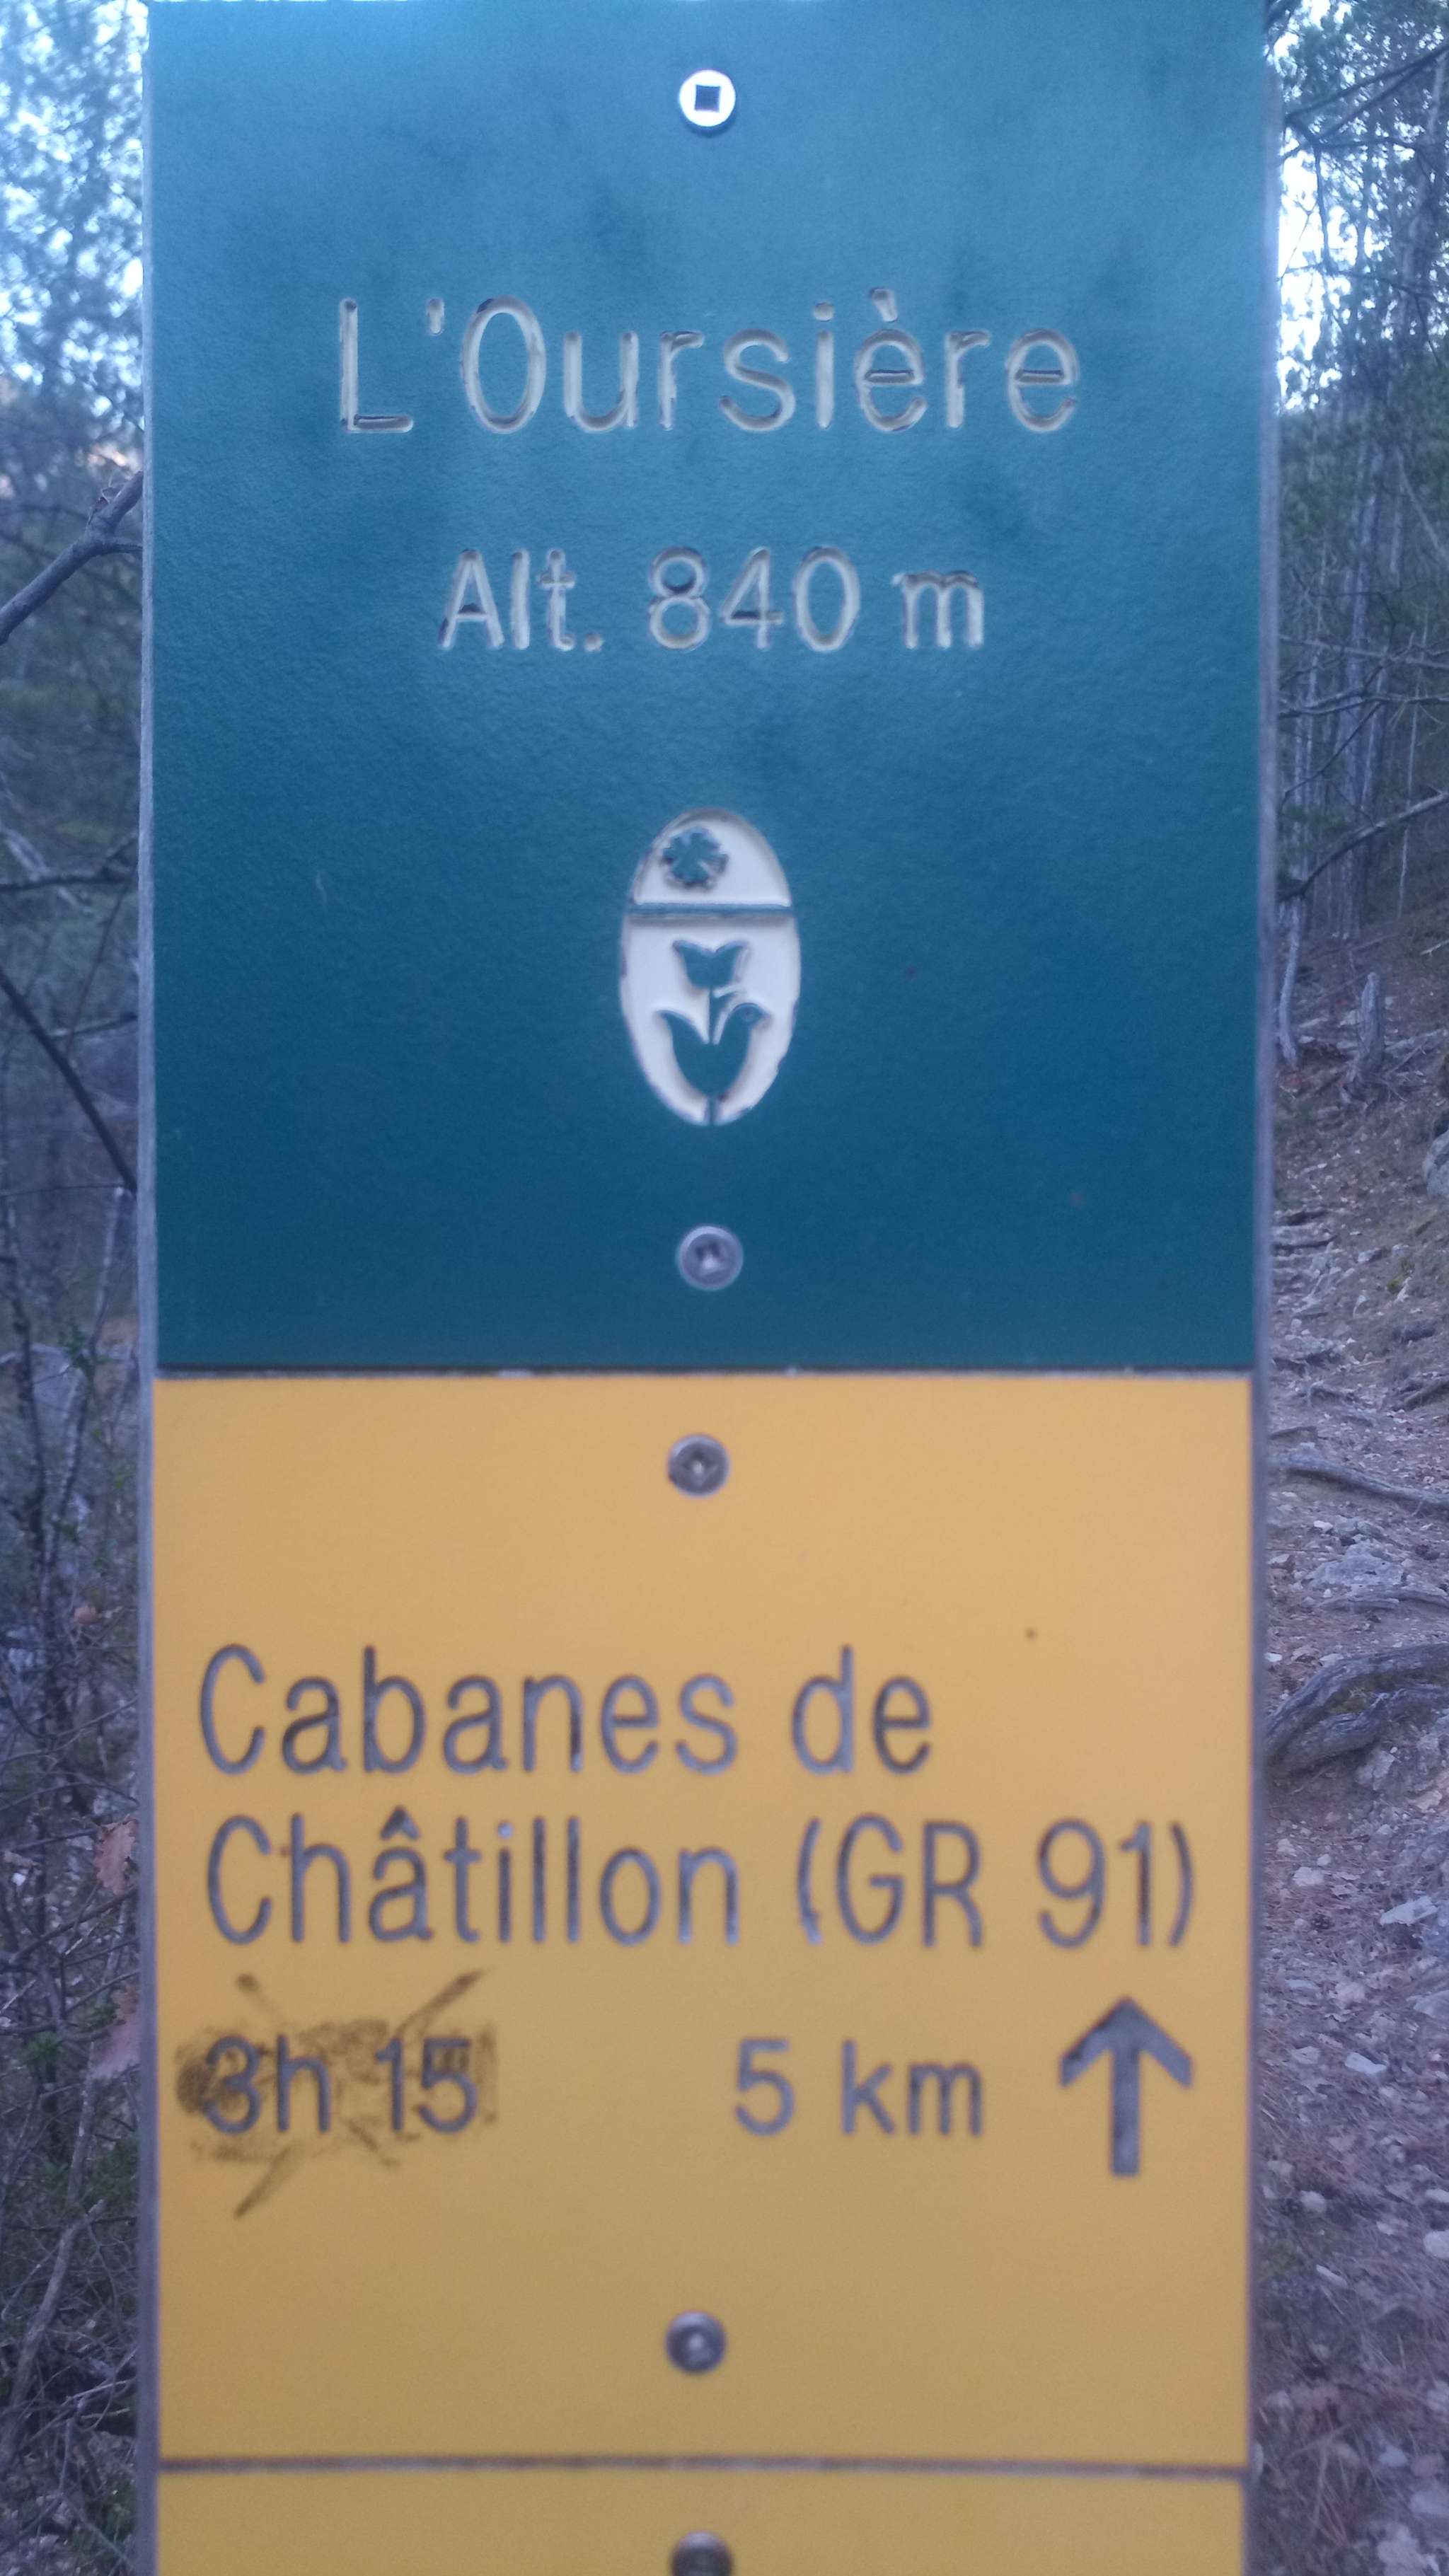 L'Oursière
Alt. 840 m
Cabanes de
Châtillon (GR 91)
3h 15 5 km